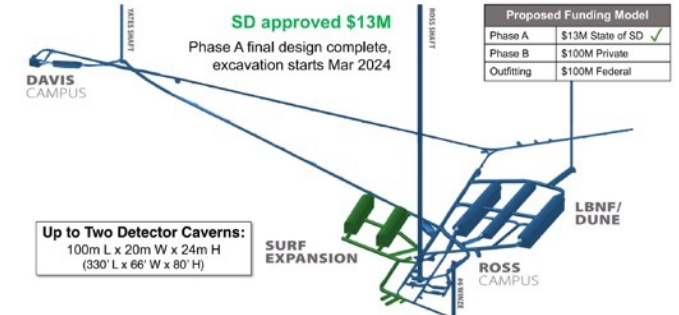 YATES SHAFT
SD approved $13M
Phase A final design complete,
excavation starts Mar 2024
ROSS SHAFT
Proposed Funding Model
Phase A $13M State of SD ✓
Phase B $100M Private
Outfitting $100M Federal
DAVIS
CAMPUS
Up to Two Detector Caverns:
100m L x 20m W x 24m H
(330' L x 66' W x 80' H)
SURF
EXPANSION
LBNF/
DUNE
ROSS
CAMPUS
#6 WINZE